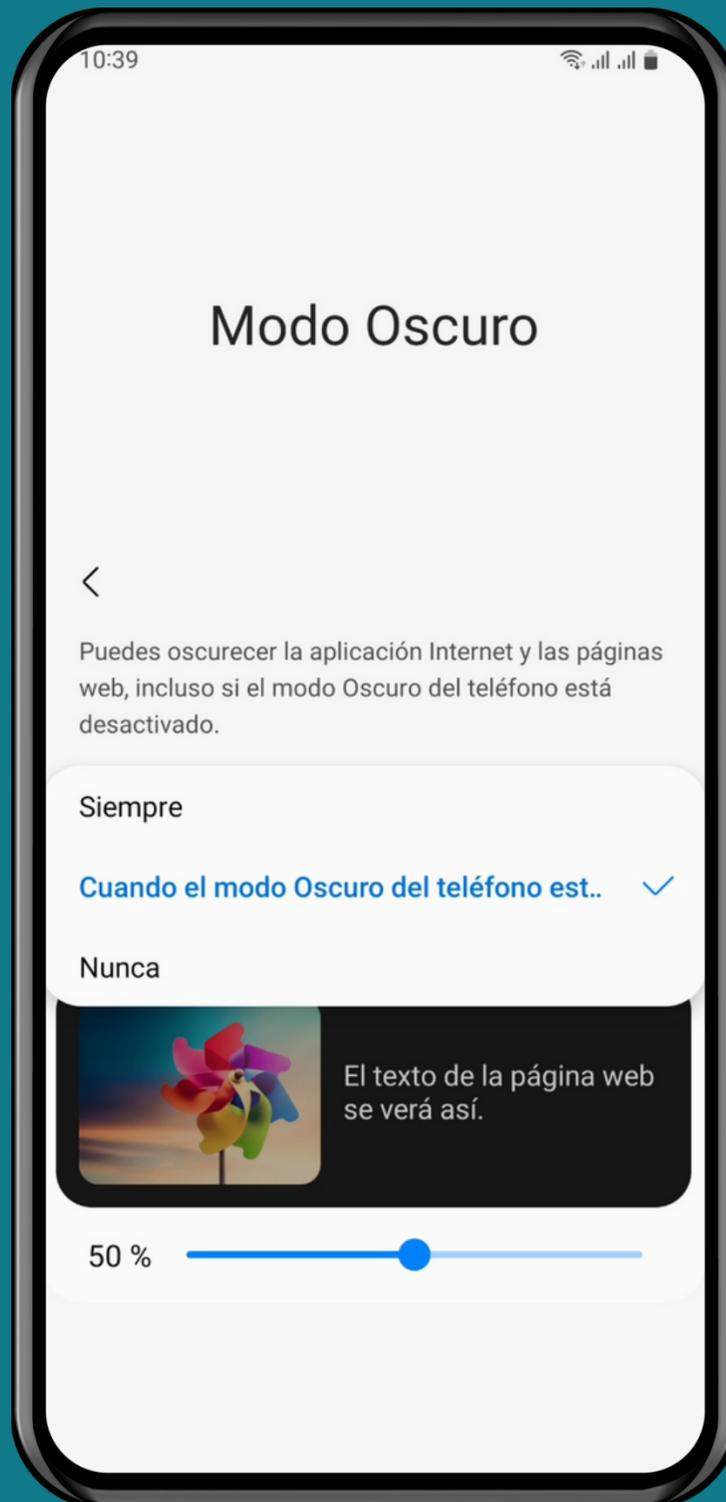 10:39
Modo Oscuro
Puedes oscurecer la aplicación Internet y las páginas
web, incluso si el modo Oscuro del teléfono está
desactivado.
Siempre
Cuando el modo Oscuro del teléfono est..
Nunca
El texto de la página web
se verá así.
50 %